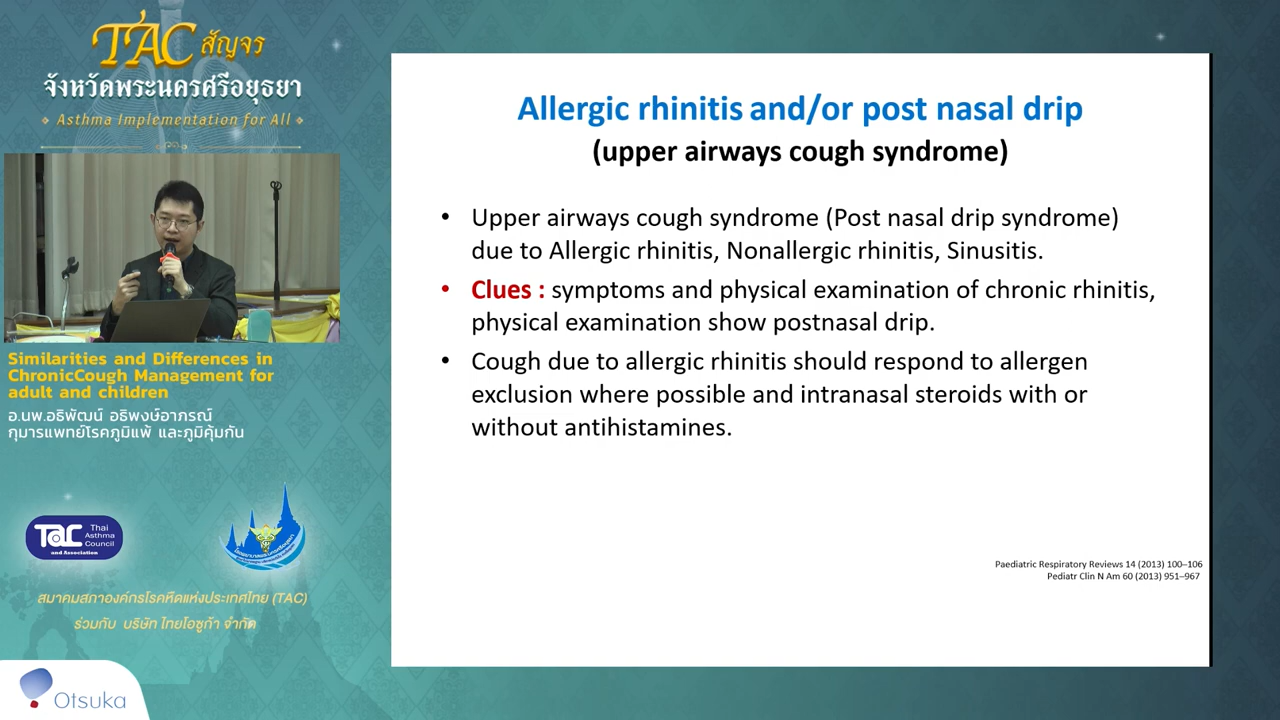 TAC สัญจร
จังหวัดพระนครศรีอยุธยา
Asthma Implementation for All
Similarities and Differences in
ChronicCough Management for
adult and children
อ.นพ.อธิพัฒน์ อธิพงษ์อาภรณ์
กุมารแพทย์โรคภูมิแพ้ และภูมิคุ้มกัน
TAC Thai
Asthma
Council
and Association
สมาคมสภาองค์กรโรคหืดแห่งประเทศไทย (TAC)
ร่วมกับ บริษัท ไทยโอซูก้า จำกัด
Otsuka
Allergic rhinitis and/or post nasal drip
(upper airways cough syndrome)
• Upper airways cough syndrome (Post nasal drip syndrome)
due to Allergic rhinitis, Nonallergic rhinitis, Sinusitis.
• Clues : symptoms and physical examination of chronic rhinitis,
physical examination show postnasal drip.
• Cough due to allergic rhinitis should respond to allergen
exclusion where possible and intranasal steroids with or
without antihistamines.
Paediatric Respiratory Reviews 14 (2013) 100–106
Pediatr Clin N Am 60 (2013) 951–967